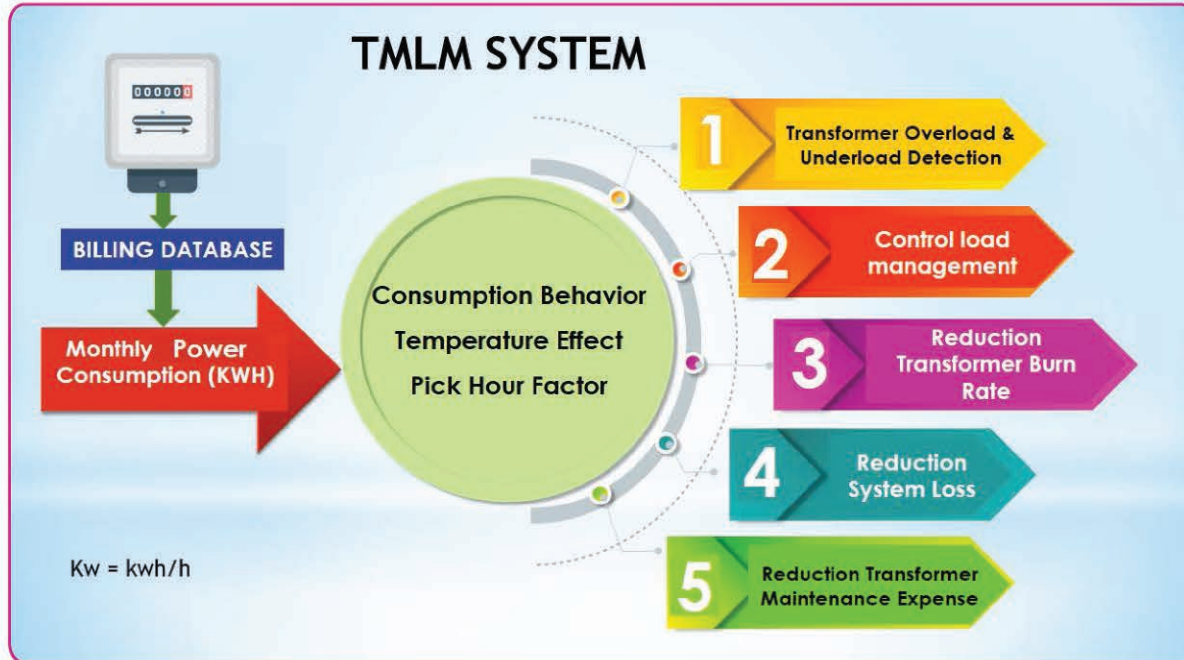 TMLM SYSTEM
000000
BILLING DATABASE
Monthly Power
Consumption (KWH)
Consumption Behavior
Temperature Effect
Pick Hour Factor
1
Transformer Overload &
Underload Detection
2
Control load
management
3
Reduction
Transformer Burn
Rate
4
Reduction
System Loss
5
Reduction Transformer
Maintenance Expense
Kw = kwh/h